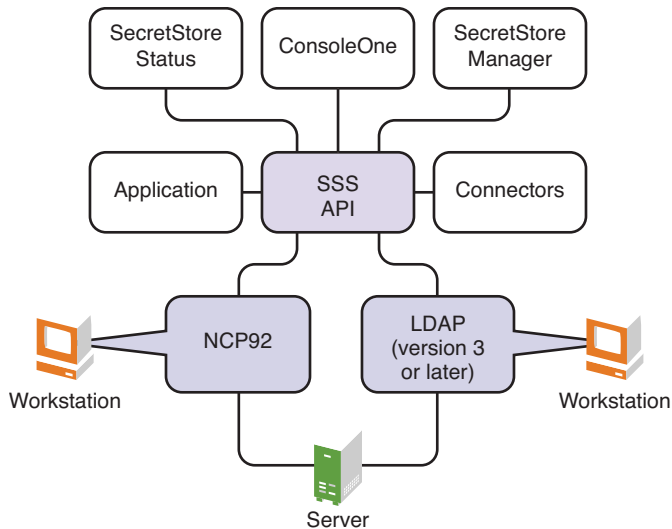 SecretStore
Status
ConsoleOne
SecretStore
Manager
Application
SSS
API
Connectors
NCP92
LDAP
(version 3
or later)
Workstation
Workstation
Server